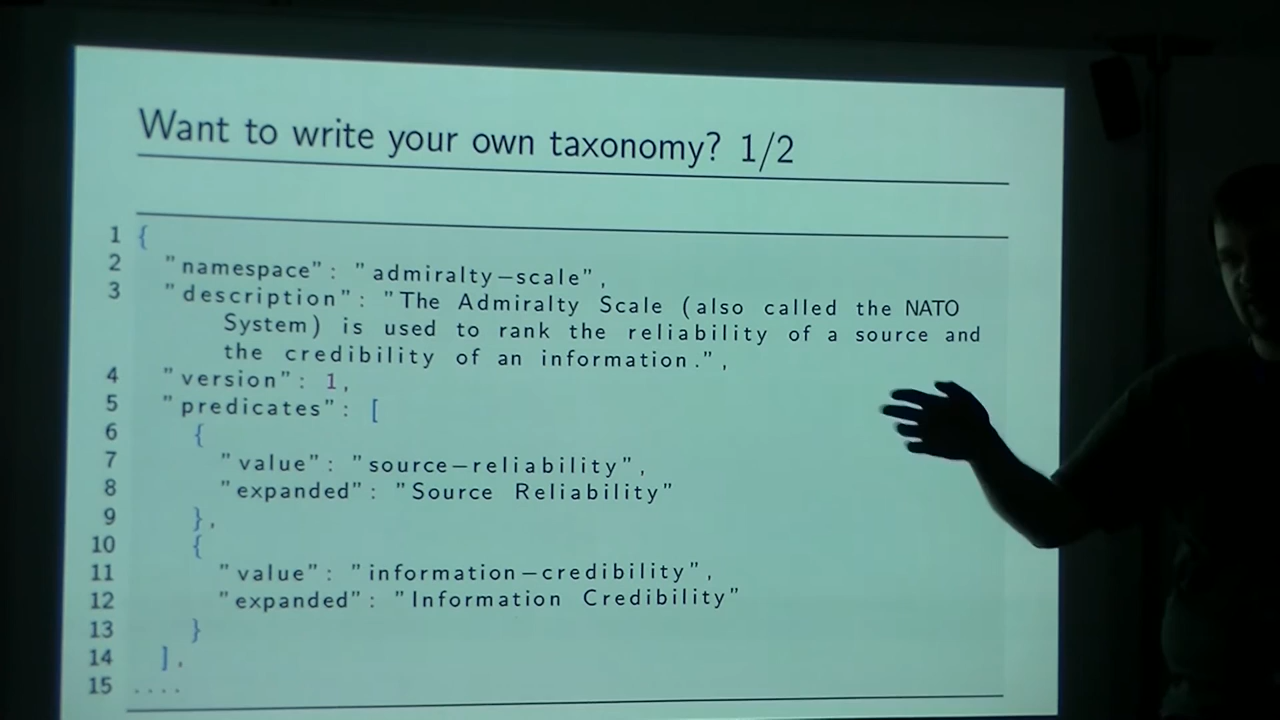 Want to write your own taxonomy? 1/2
1 {
2 "namespace": "admiralty-scale",
3 "description": "The Admiralty Scale (also called the NATO
System) is used to rank the reliability of a source and
the credibility of an information.",
4 "version": 1,
5 "predicates": [
6 {
7 "value": "source-reliability",
8 "expanded": "Source Reliability"
9 },
10 {
11 "value": "information-credibility",
12 "expanded": "Information Credibility"
13 }
14 ],
15 ....